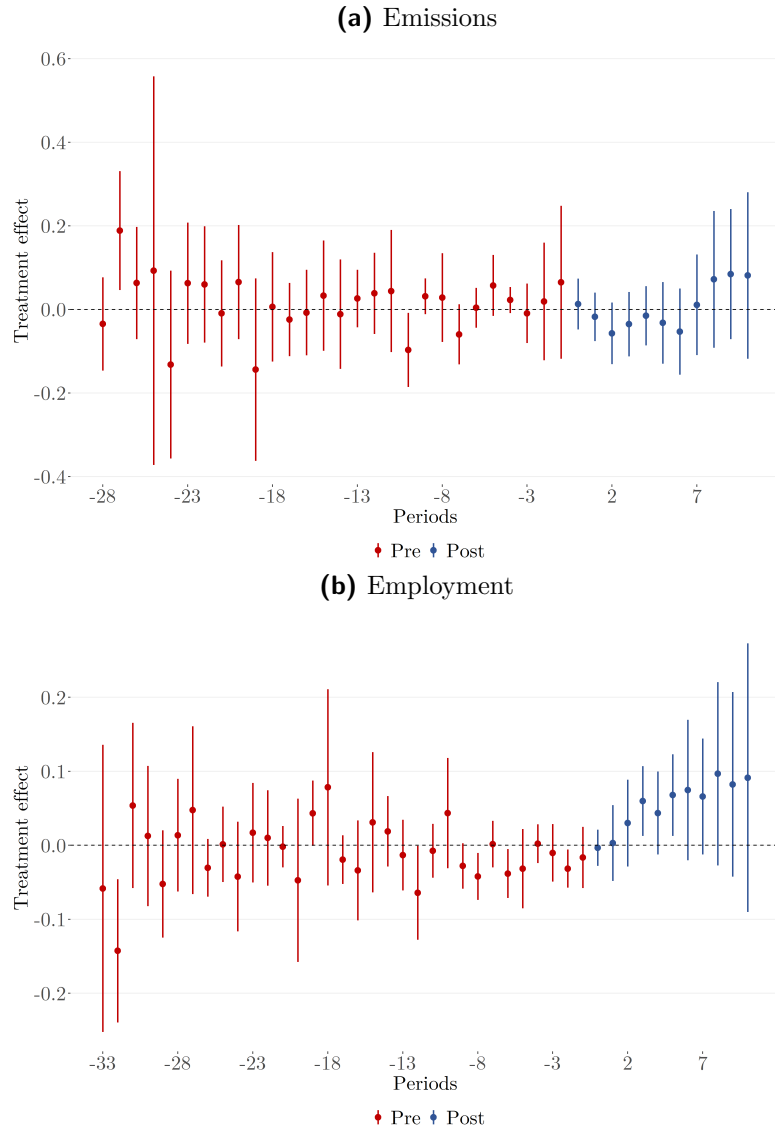 (a) Emissions
0.6
0.4
0.2
0.0
-0.2
-0.4
Treatment effect
-28 -23 -18 -13 -8 -3 2 7
Periods
Pre Post
(b) Employment
0.2
0.1
0.0
-0.1
-0.2
Treatment effect
-33 -28 -23 -18 -13 -8 -3 2 7
Periods
Pre Post